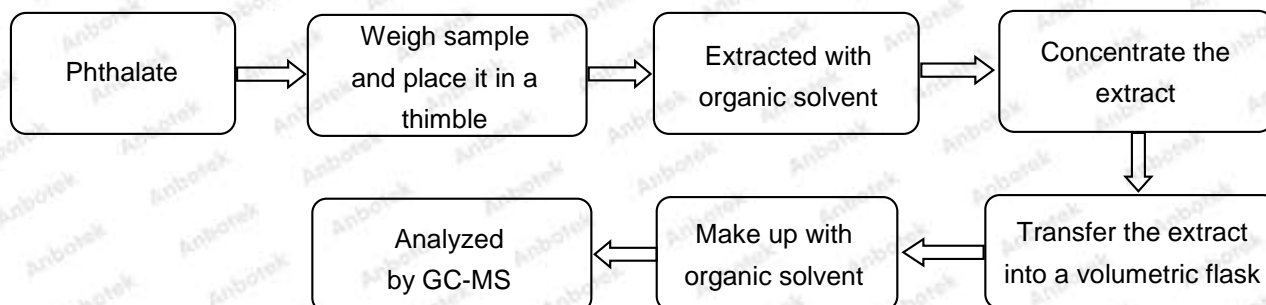 Phthalate
Weigh sample
and place it in a
thimble
Extracted with
organic solvent
Concentrate the
extract
Transfer the extract
into a volumetric flask
Make up with
organic solvent
Analyzed
by GC-MS
Anbotek